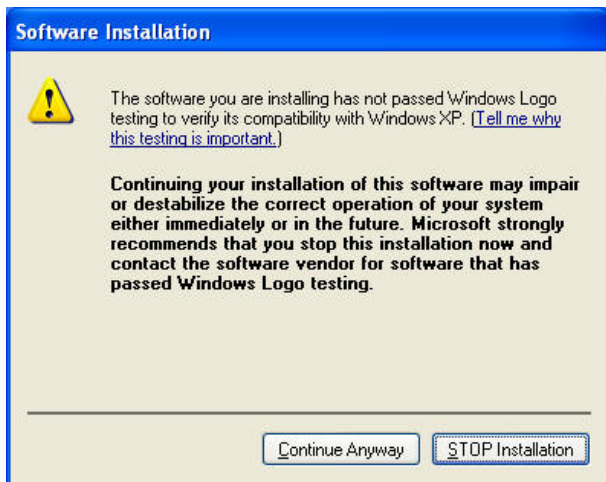 Software Installation
The software you are installing has not passed Windows Logo
testing to verify its compatibility with Windows XP. (Tell me why
this testing is important.)
Continuing your installation of this software may impair
or destabilize the correct operation of your system
either immediately or in the future. Microsoft strongly
recommends that you stop this installation now and
contact the software vendor for software that has
passed Windows Logo testing.
Continue Anyway STOP Installation